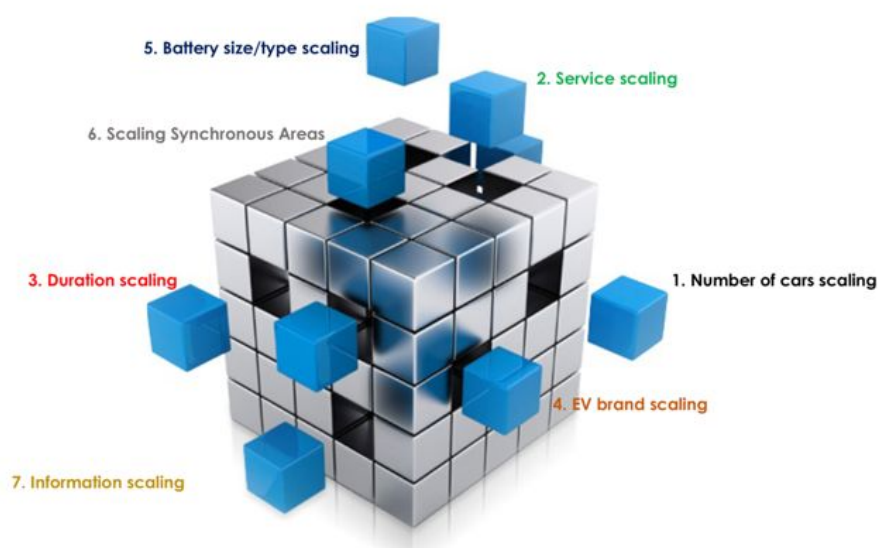 5. Battery size/type scaling
2. Service scaling
6. Scaling Synchronous Areas
3. Duration scaling
1. Number of cars scaling
4. EV brand scaling
7. Information scaling